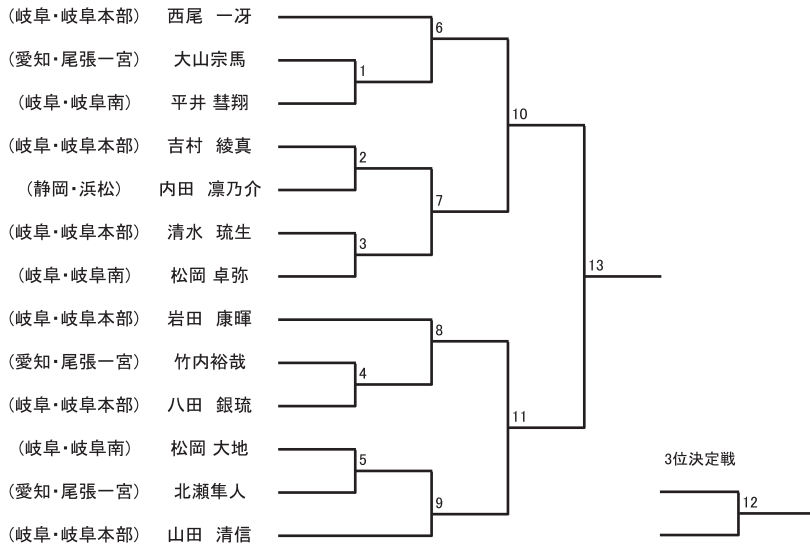 (岐阜・岐阜本部) 西尾 一冴
6
(愛知・尾張一宮) 大山宗馬
1
(岐阜・岐阜南) 平井 彗翔
10
(岐阜・岐阜本部) 吉村 綾真
2
(静岡・浜松) 内田 凛乃介
7
(岐阜・岐阜本部) 清水 琉生
3
(岐阜・岐阜南) 松岡 卓弥
13
(岐阜・岐阜本部) 岩田 康暉
8
(愛知・尾張一宮) 竹内裕哉
4
(岐阜・岐阜本部) 八田 銀琉
11
(岐阜・岐阜南) 松岡 大地
5
3位決定戦
(愛知・尾張一宮) 北瀬隼人
9
12
(岐阜・岐阜本部) 山田 清信